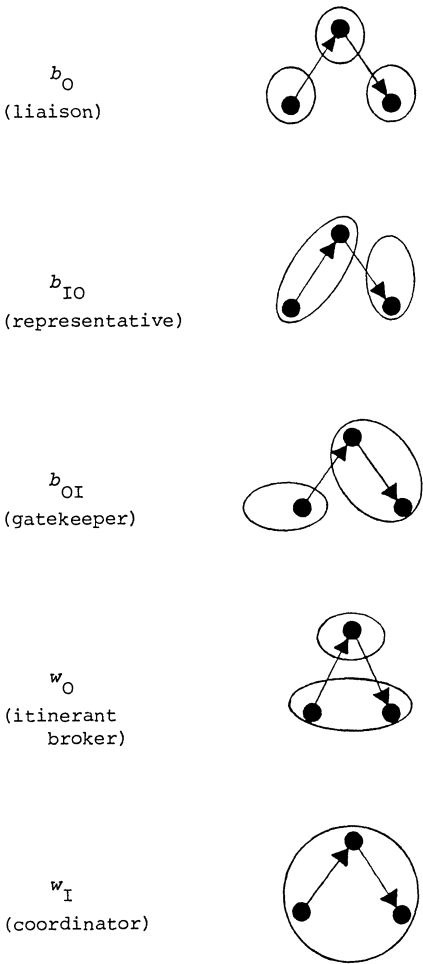 b_O
(liaison)
b_IO
(representative)
b_OI
(gatekeeper)
w_O
(itinerant
broker)
w_I
(coordinator)